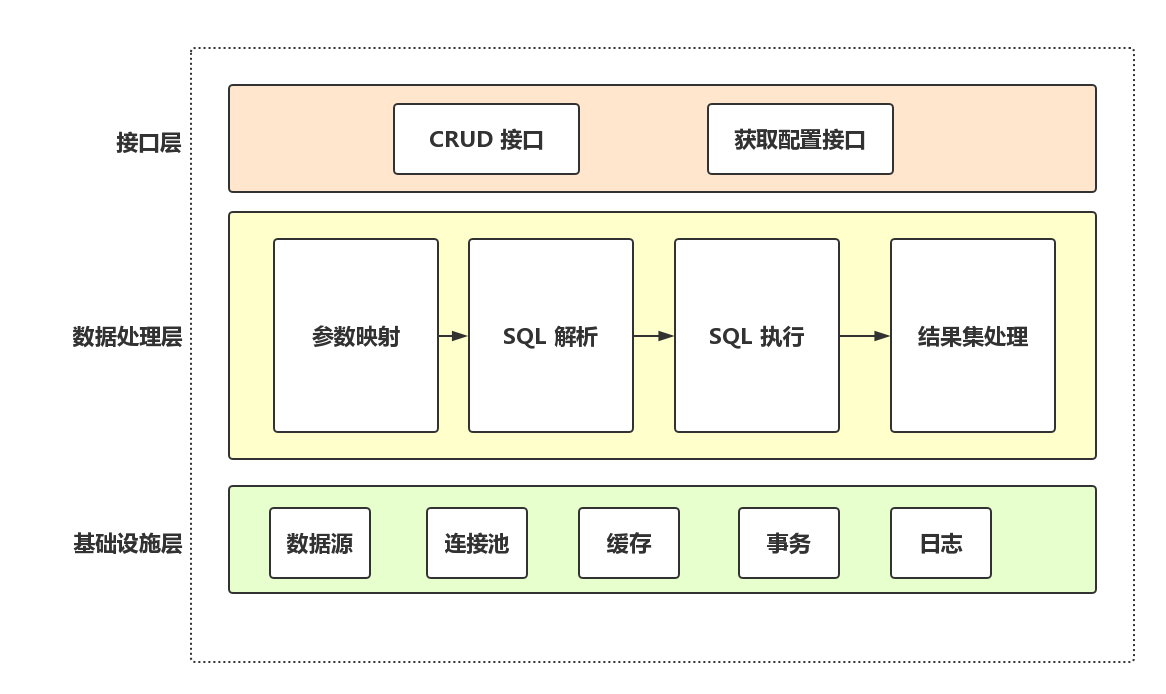 接口层
CRUD 接口
获取配置接口
数据处理层
参数映射
SQL 解析
SQL 执行
结果集处理
基础设施层
数据源
连接池
缓存
事务
日志